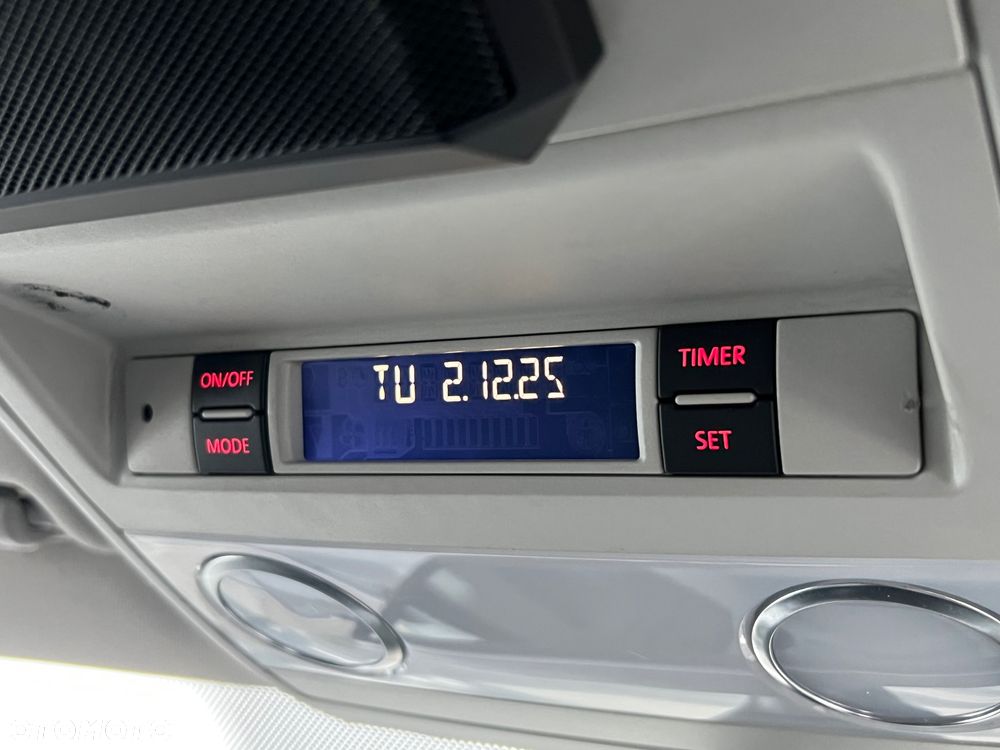 ON/OFF
MODE
TU 2.12.25
TIMER
SET